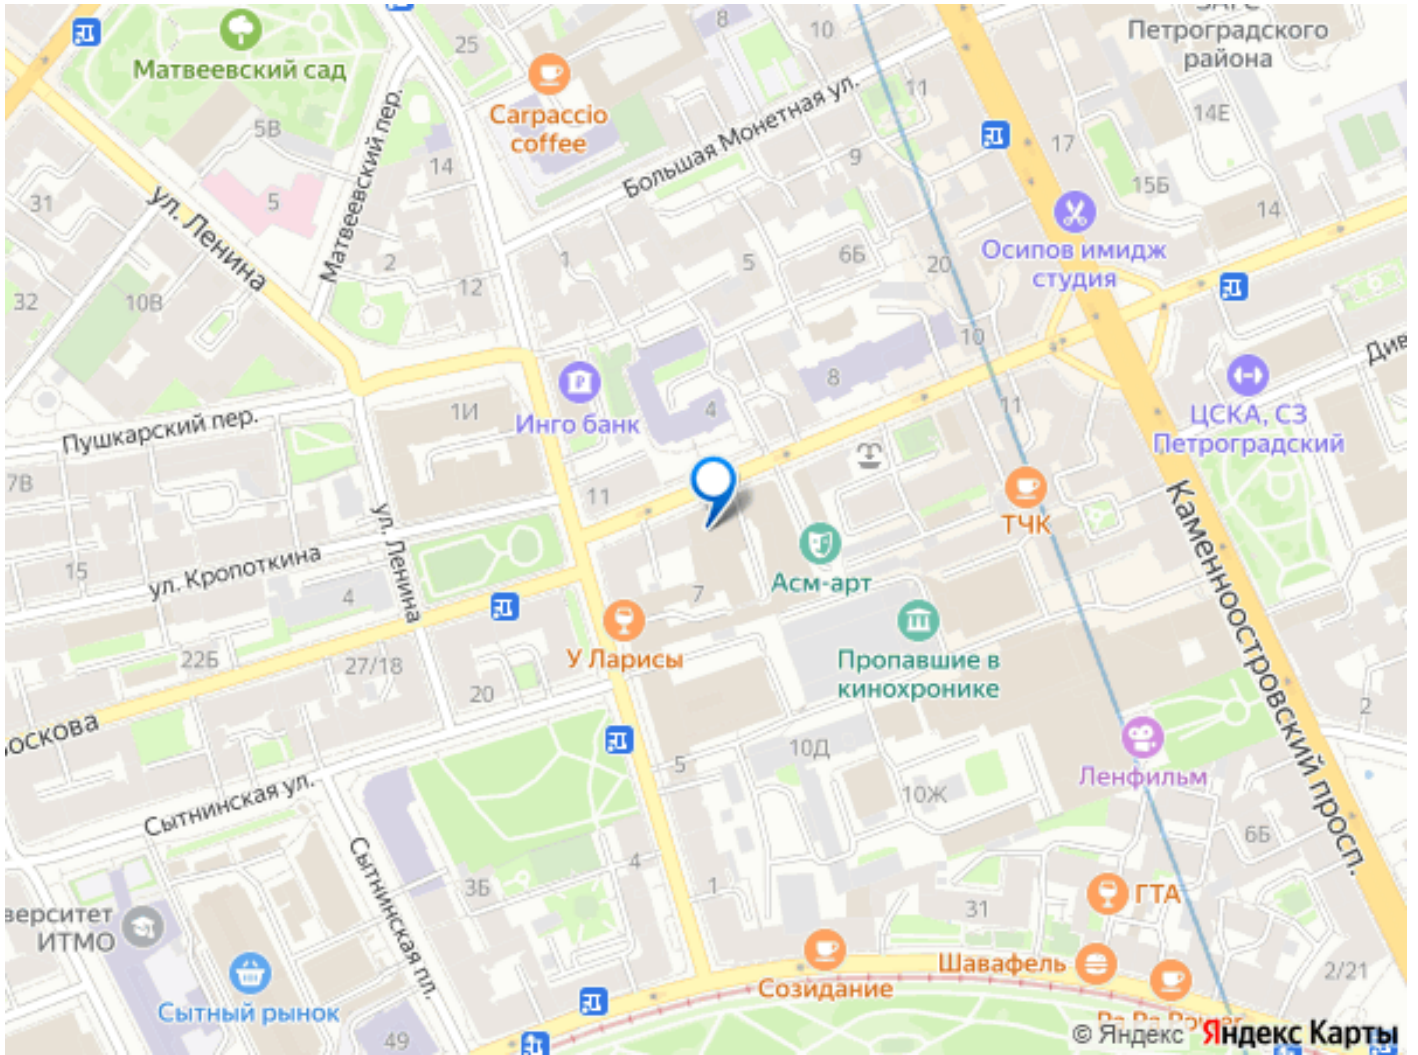 ЗАГС
Петроградского
района
Матвеевский сад
25
8
10
Carpaccio
coffee
11
14Е
5В
Матвеевский пер.
14
Большая Монетная ул.
17
9
15Б
31
5
14
ул. Ленина
Осипов имидж
студия
2
1
5
6Б
20
32
10В
12
10
Див
8
ЦСКА, СЗ
Петроградский
Инго банк
1И
4
11
Пушкарский пер.
7В
11
ТЧК
Каменноостровский просп.
ул. Ленина
ул. Кропоткина
15
4
Асм-арт
7
22Б
27/18
У Ларисы
Пропавшие в
кинохронике
20
2
оскова
5
10Д
Ленфильм
10Ж
Сытнинская ул.
6Б
Сытнинская пл.
4
3Б
1
ГТА
31
верситет
ИТМО
Шавафель
2/21
Созидание
Сытный рынок
49
© Яндекс Яндекс Карты